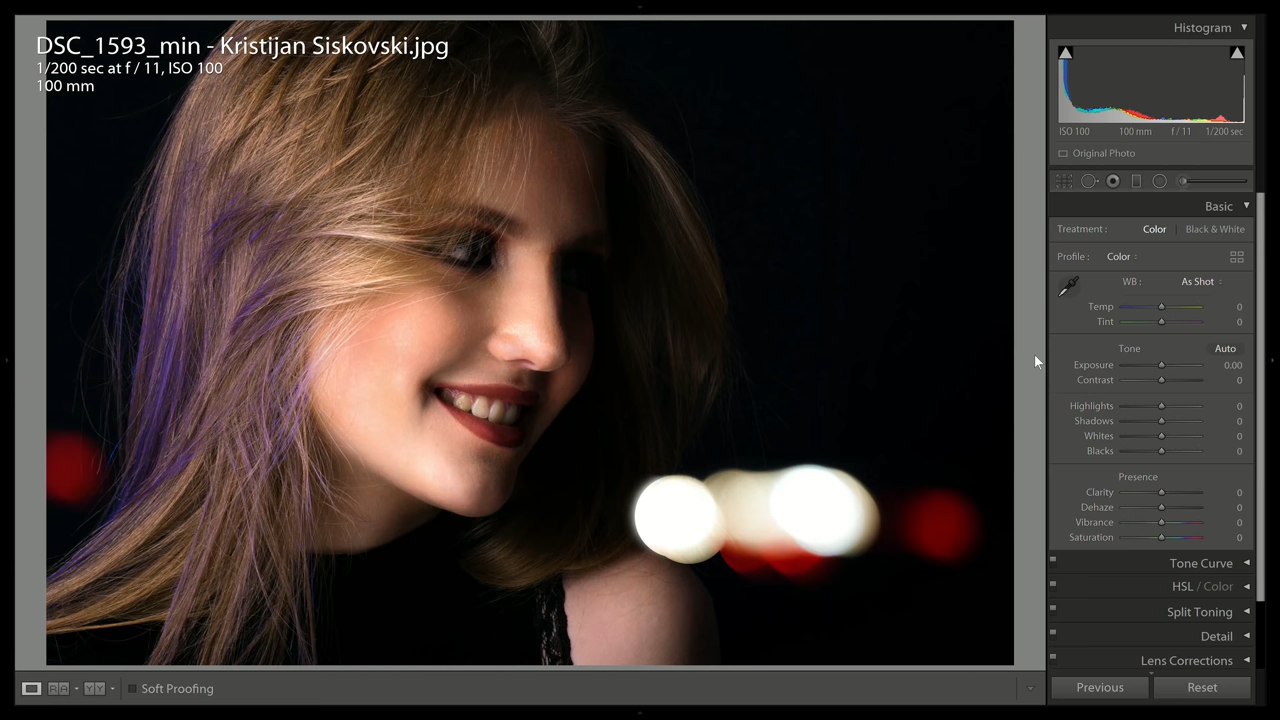 DSC_1593_min - Kristijan Siskovski.jpg
1/200 sec at f / 11, ISO 100
100 mm
Histogram
ISO 100 100 mm f / 11 1/200 sec
Original Photo
Basic
Treatment : Color Black & White
Profile : Color
WB : As Shot
Temp 0
Tint 0
Tone Auto
Exposure 0.00
Contrast 0
Highlights 0
Shadows 0
Whites 0
Blacks 0
Presence
Clarity 0
Dehaze 0
Vibrance 0
Saturation 0
Tone Curve
HSL / Color
Split Toning
Detail
Lens Corrections
R A Y Y Soft Proofing
Previous Reset